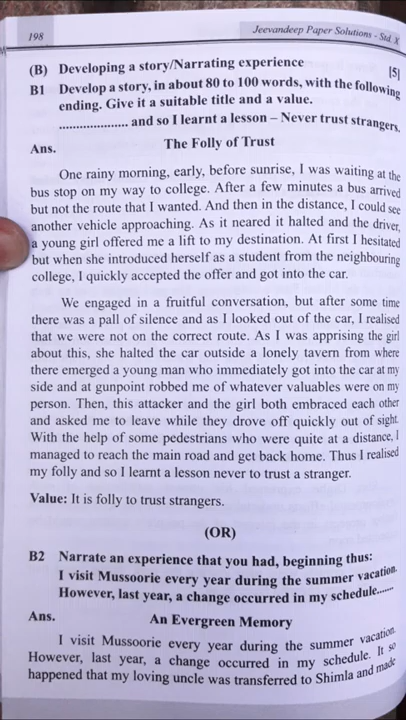 198
Jeevandeep Paper Solutions - Std. X
(B) Developing a story/Narrating experience
[5]
B1 Develop a story, in about 80 to 100 words, with the following
ending. Give it a suitable title and a value.
.................... and so I learnt a lesson – Never trust strangers.
Ans.
The Folly of Trust
One rainy morning, early, before sunrise, I was waiting at the
bus stop on my way to college. After a few minutes a bus arrived
but not the route that I wanted. And then in the distance, I could see
another vehicle approaching. As it neared it halted and the driver,
a young girl offered me a lift to my destination. At first I hesitated
but when she introduced herself as a student from the neighbouring
college, I quickly accepted the offer and got into the car.
We engaged in a fruitful conversation, but after some time
there was a pall of silence and as I looked out of the car, I realised
that we were not on the correct route. As I was apprising the girl
about this, she halted the car outside a lonely tavern from where
there emerged a young man who immediately got into the car at my
side and at gunpoint robbed me of whatever valuables were on my
person. Then, this attacker and the girl both embraced each other
and asked me to leave while they drove off quickly out of sight.
With the help of some pedestrians who were quite at a distance, I
managed to reach the main road and get back home. Thus I realised
my folly and so I learnt a lesson never to trust a stranger.
Value: It is folly to trust strangers.
(OR)
B2 Narrate an experience that you had, beginning thus:
I visit Mussoorie every year during the summer vacation.
However, last year, a change occurred in my schedule......
Ans.
An Evergreen Memory
I visit Mussoorie every year during the summer vacation.
However, last year, a change occurred in my schedule. It so
happened that my loving uncle was transferred to Shimla and made